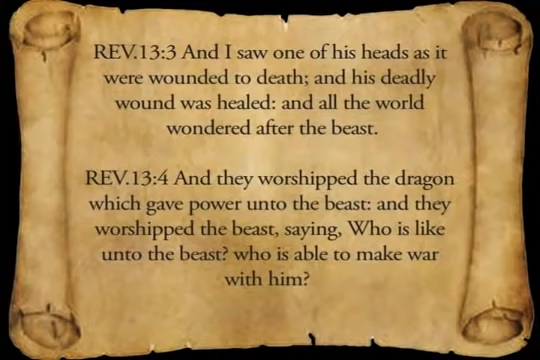 REV.13:3 And I saw one of his heads as it
were wounded to death; and his deadly
wound was healed: and all the world
wondered after the beast.
REV.13:4 And they worshipped the dragon
which gave power unto the beast: and they
worshipped the beast, saying, Who is like
unto the beast? who is able to make war
with him?